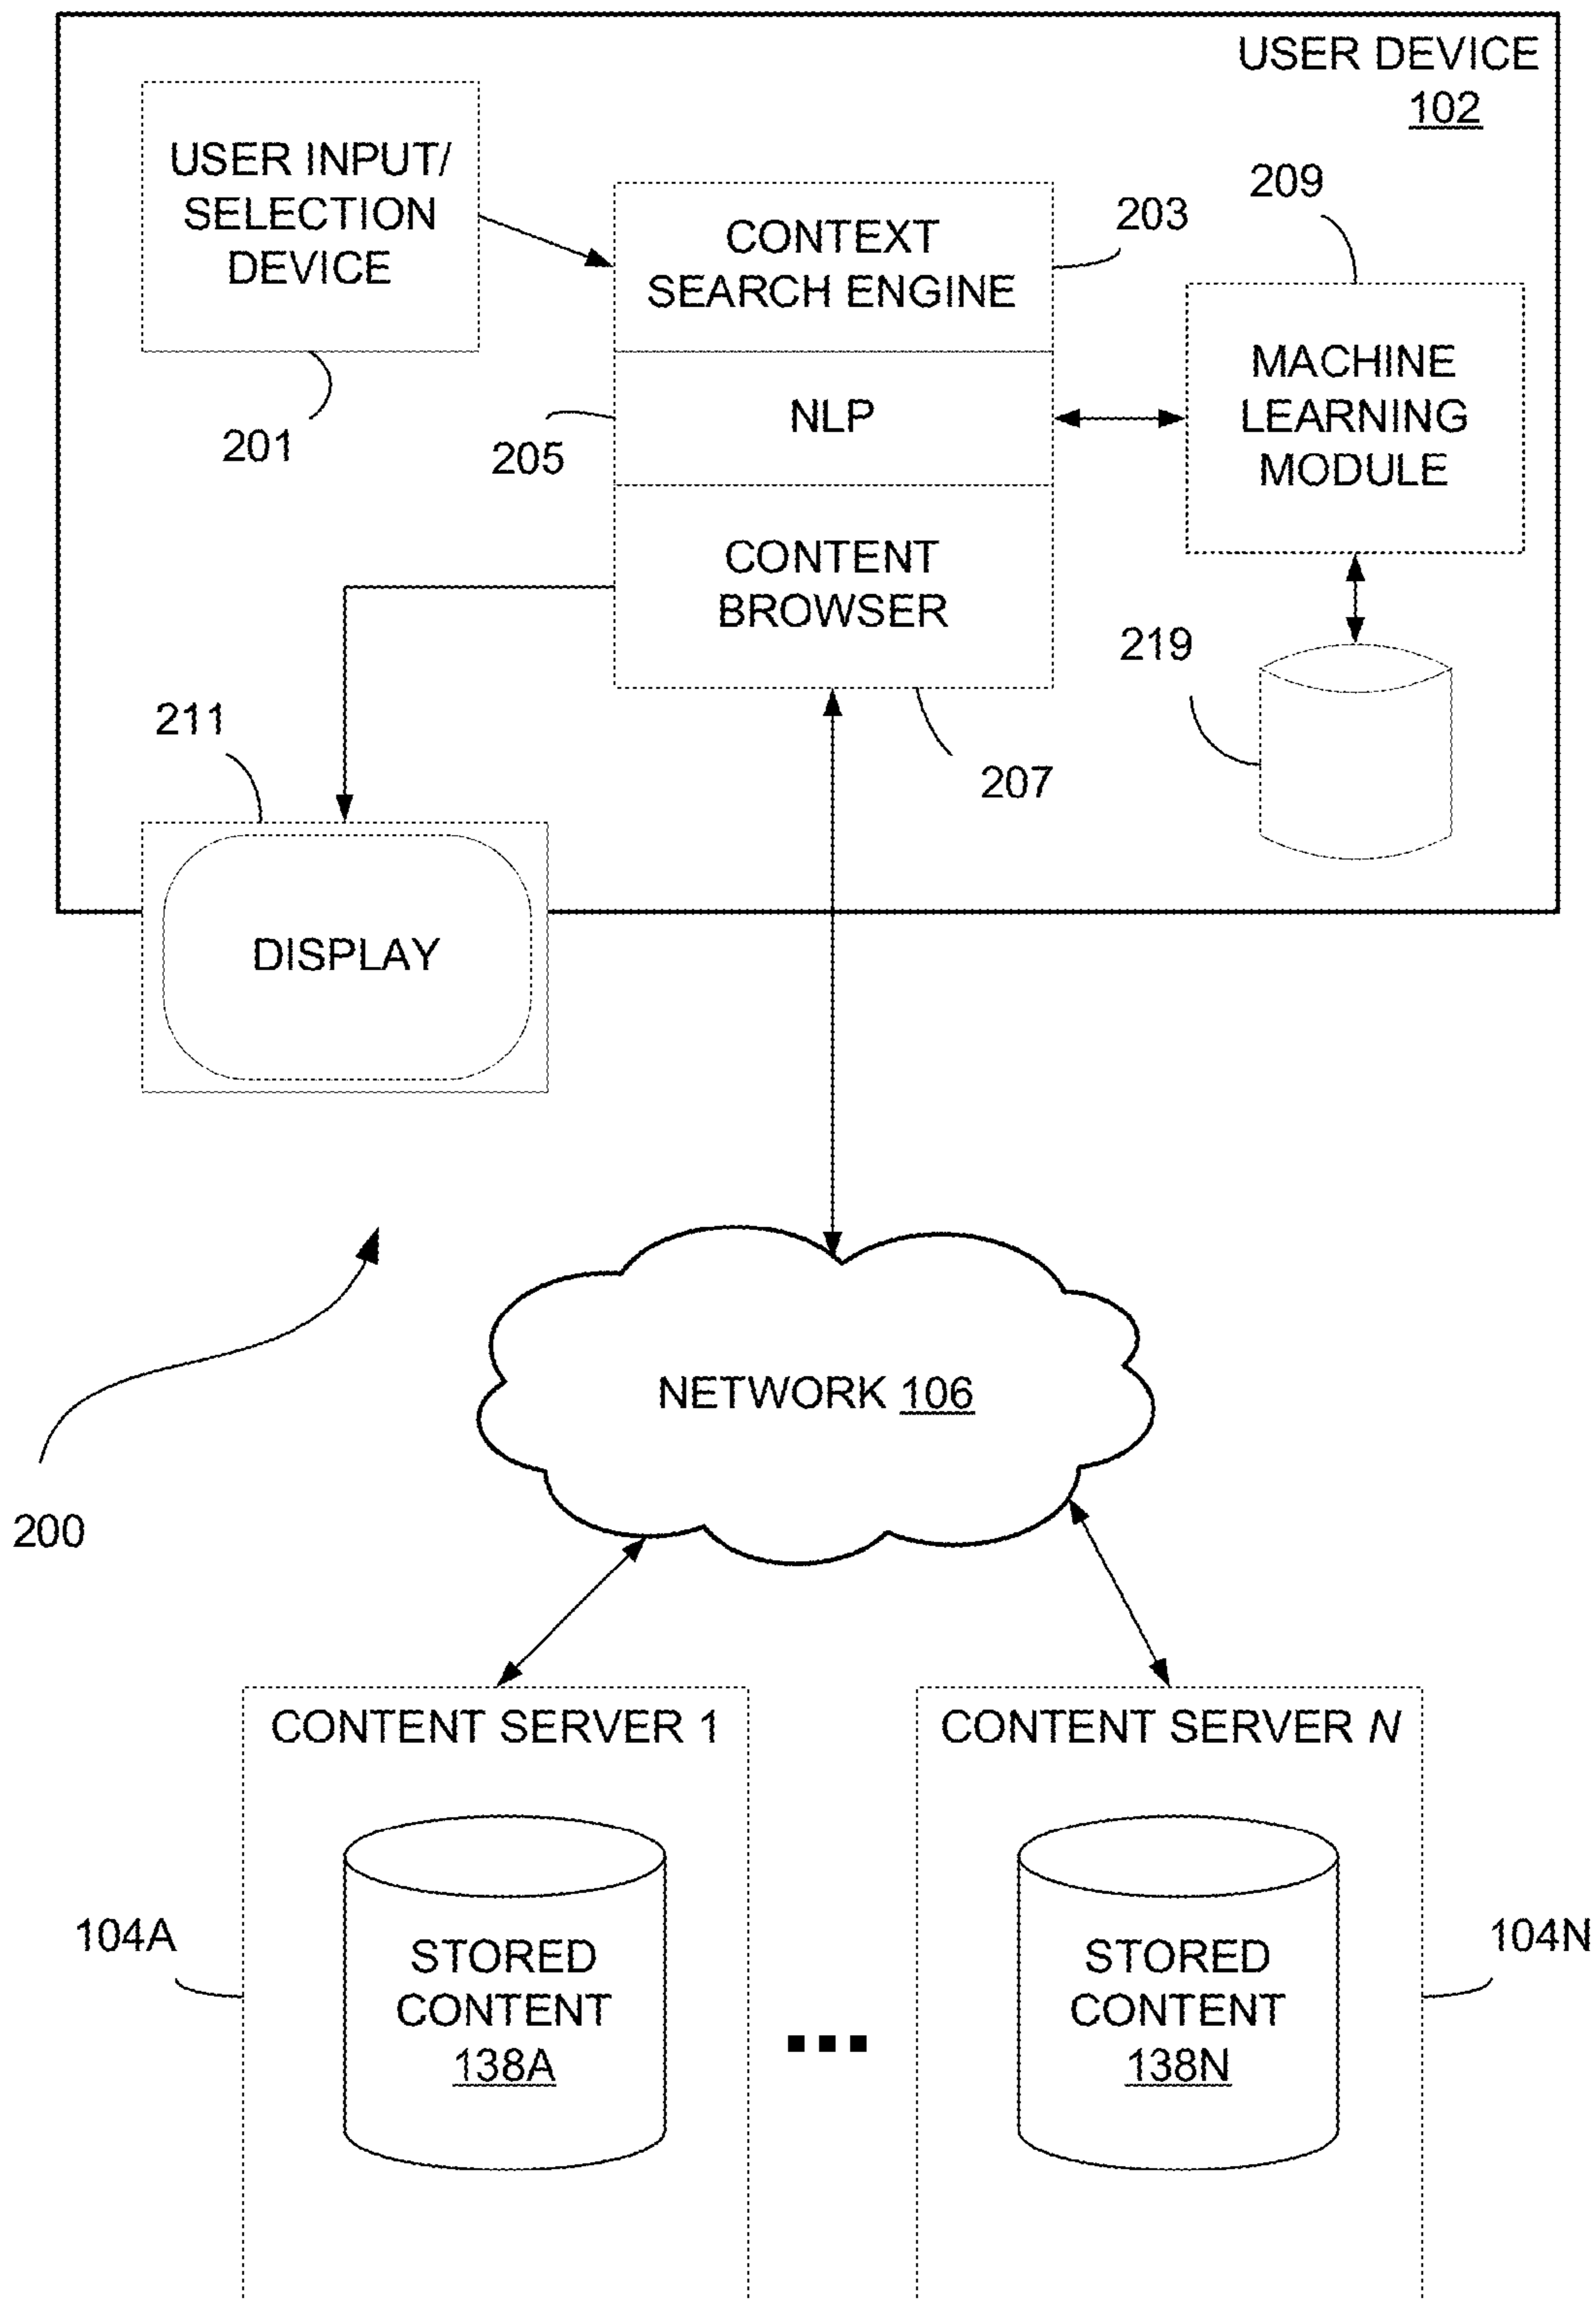 USER DEVICE
102
USER INPUT/
SELECTION
DEVICE
201
CONTEXT
SEARCH ENGINE
203
209
NLP
205
MACHINE
LEARNING
MODULE
CONTENT
BROWSER
207
219
211
DISPLAY
NETWORK 106
200
CONTENT SERVER 1
CONTENT SERVER N
104A
STORED
CONTENT
138A
STORED
CONTENT
138N
104N